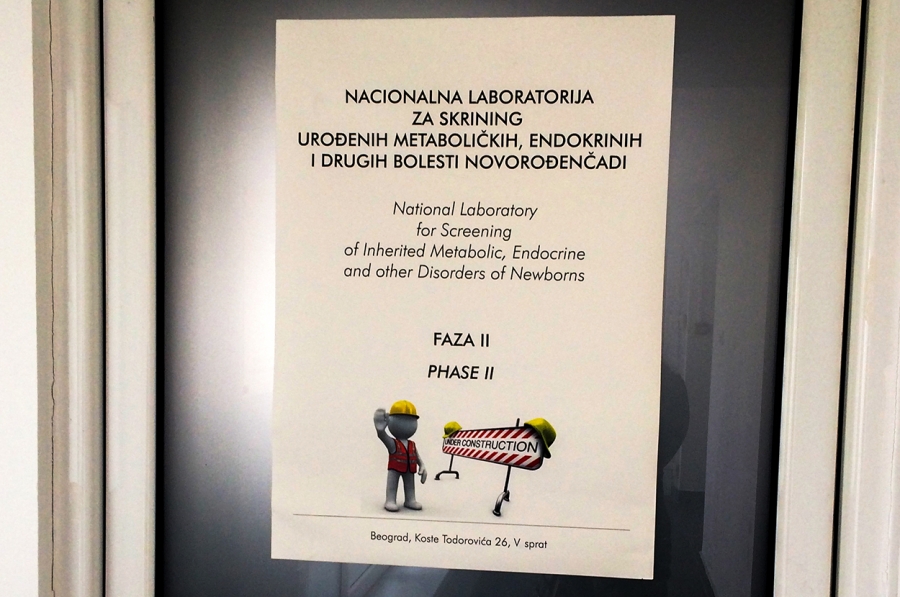 NACIONALNA LABORATORIJA
ZA SKRINING
UROĐENIH METABOLIČKIH, ENDOKRINIH
I DRUGIH BOLESTI NOVOROĐENČADI
National Laboratory
for Screening
of Inherited Metabolic, Endocrine
and other Disorders of Newborns
FAZA II
PHASE II
UNDER CONSTRUCTION
Beograd, Koste Todorovića 26, V sprat